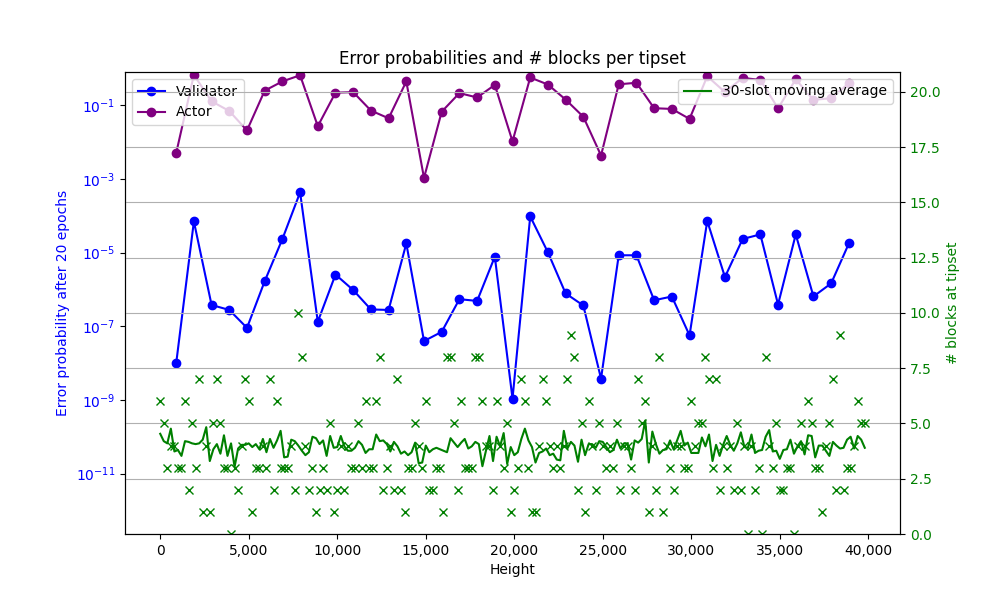 Error probabilities and # blocks per tipset
Validator
Actor
30-slot moving average
Error probability after 20 epochs
10⁻¹
10⁻³
10⁻⁵
10⁻⁷
10⁻⁹
10⁻¹¹
20.0
17.5
15.0
12.5
10.0
7.5
5.0
2.5
0.0
# blocks at tipset
0 5,000 10,000 15,000 20,000 25,000 30,000 35,000 40,000
Height